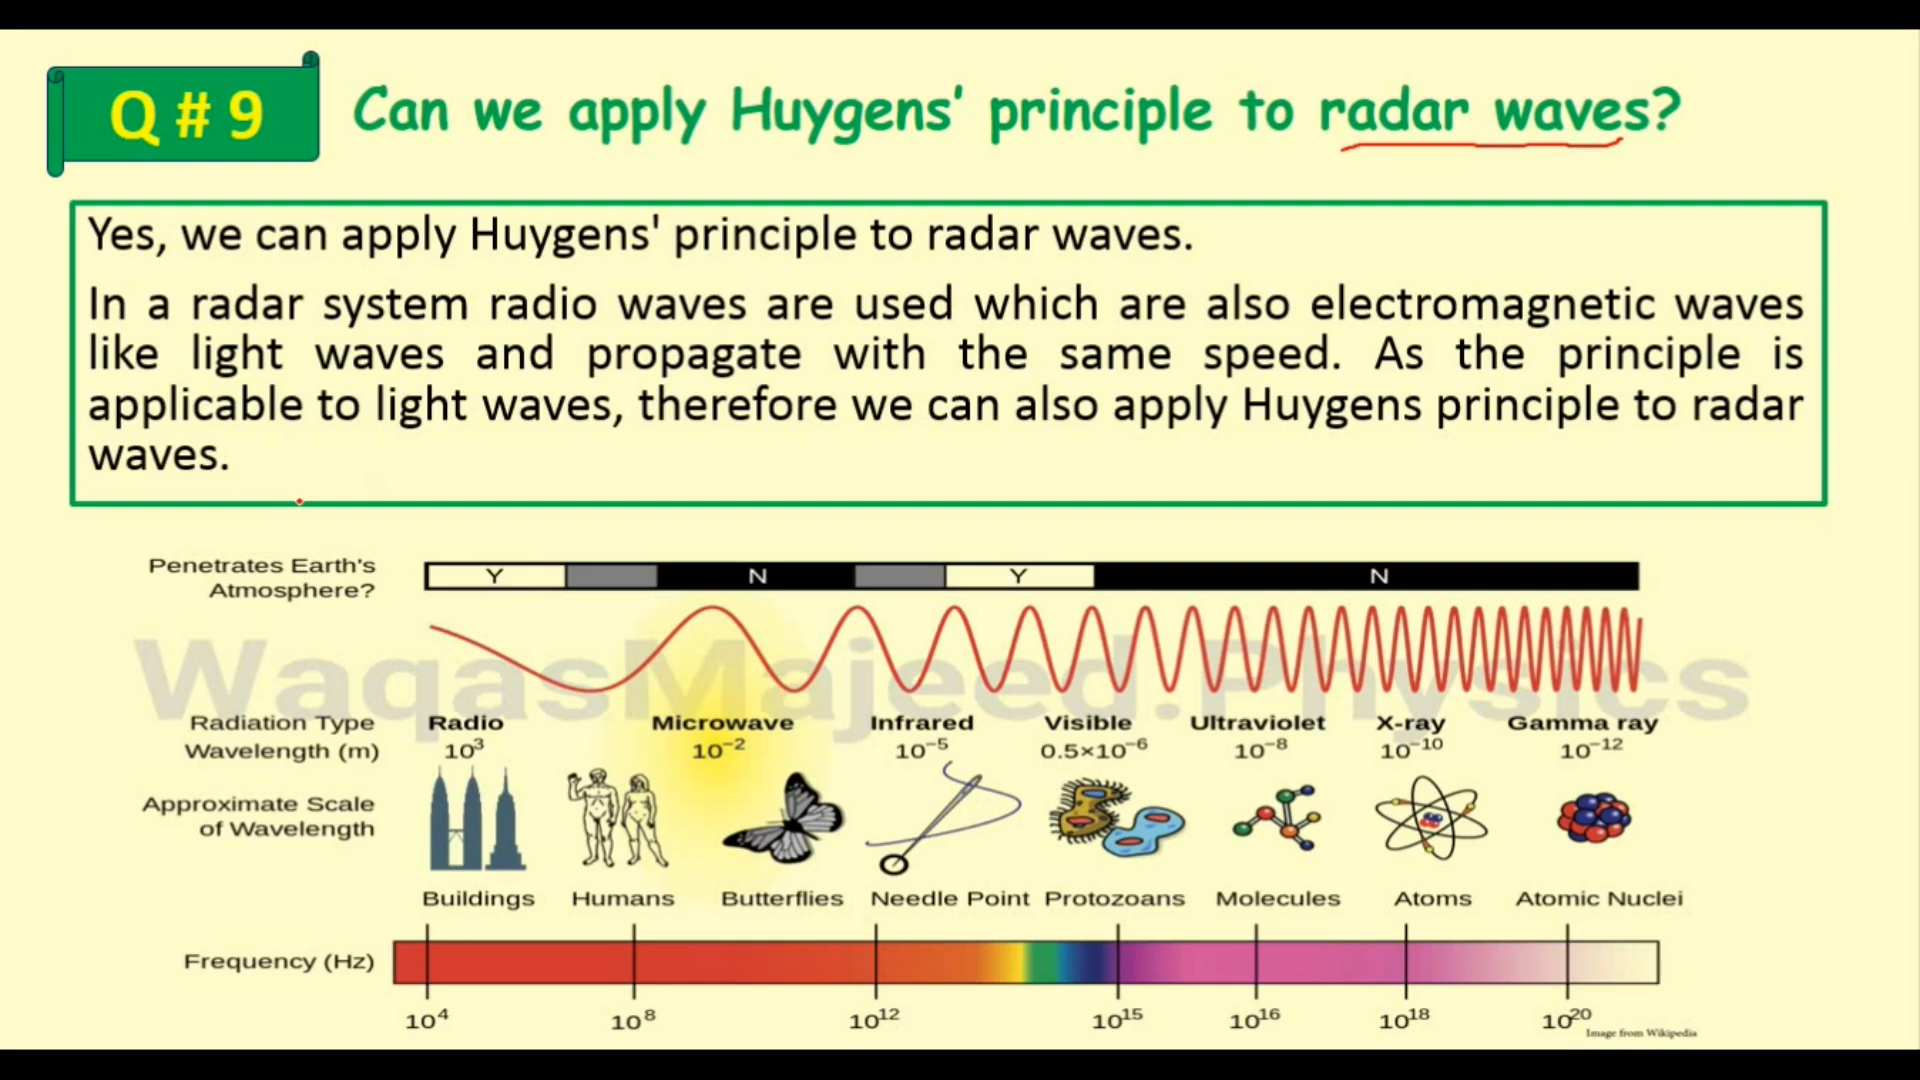 Q # 9
Can we apply Huygens' principle to radar waves?
Yes, we can apply Huygens' principle to radar waves.
In a radar system radio waves are used which are also electromagnetic waves
like light waves and propagate with the same speed. As the principle is
applicable to light waves, therefore we can also apply Huygens principle to radar
waves.
Penetrates Earth's
Atmosphere?
Y N Y N
WaqasMajeed.Physics
Radiation Type Radio Microwave Infrared Visible Ultraviolet X-ray Gamma ray
Wavelength (m) 10³ 10⁻² 10⁻⁵ 0.5×10⁻⁶ 10⁻⁸ 10⁻¹⁰ 10⁻¹²
Approximate Scale
of Wavelength
Buildings Humans Butterflies Needle Point Protozoans Molecules Atoms Atomic Nuclei
Frequency (Hz)
10⁴ 10⁸ 10¹² 10¹⁵ 10¹⁶ 10¹⁸ 10²⁰
Image from Wikipedia